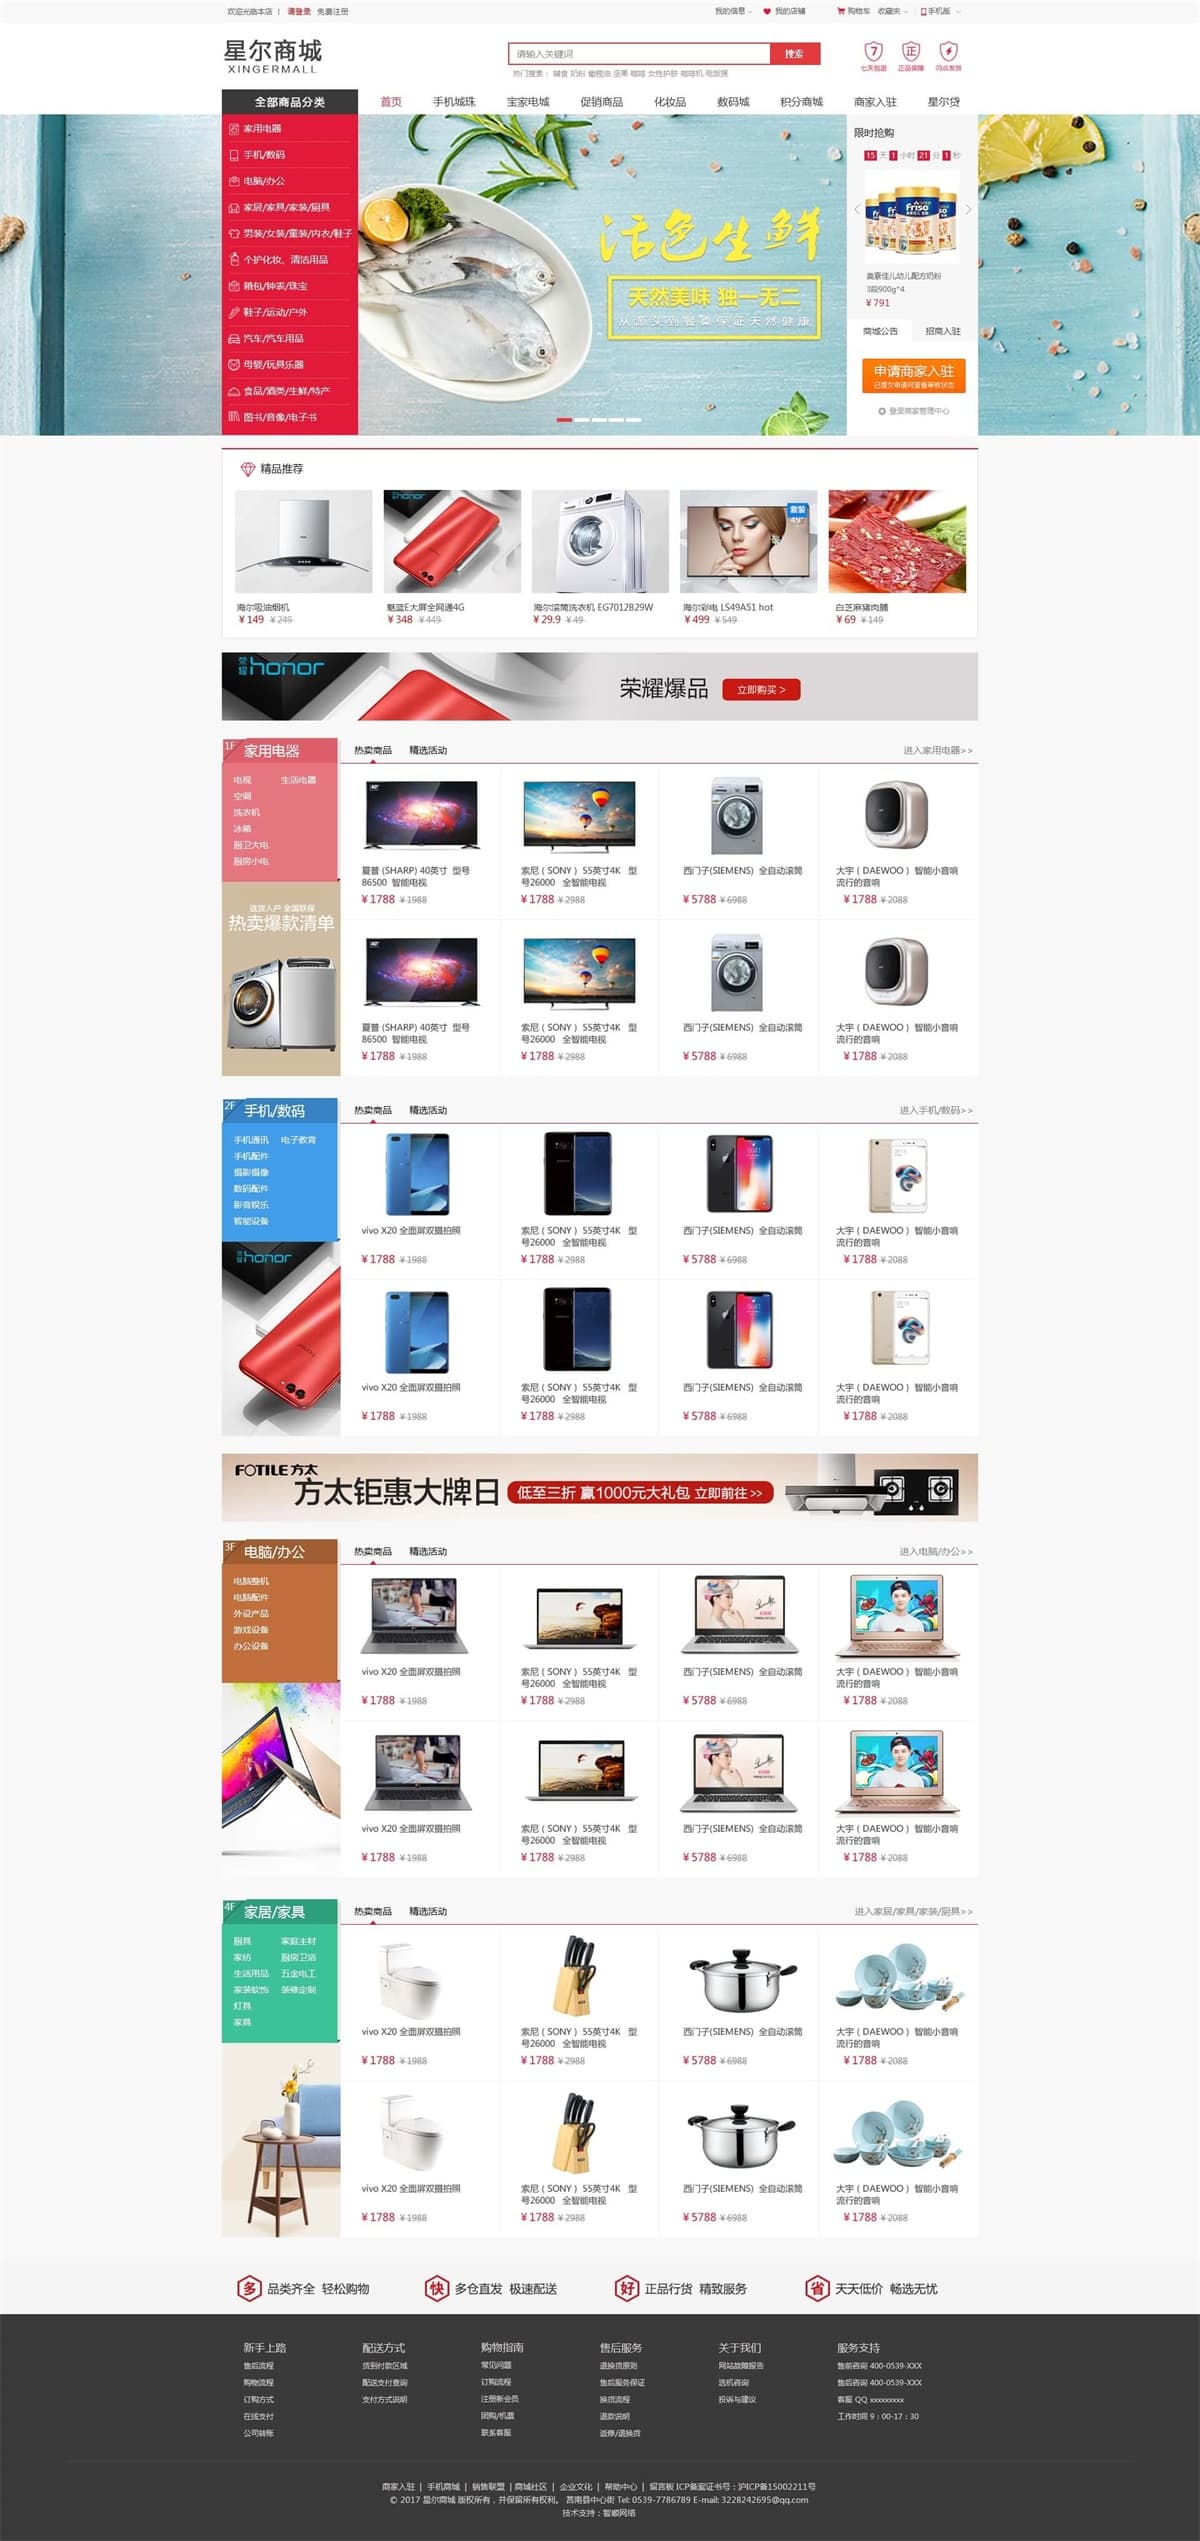 欢迎光临本店 ! 请登录 免费注册
我的信息 我的店铺 购物车 收藏夹 手机版
星尔商城
XINGERMALL
请输入关键词 搜索
热门搜索: 辅食 奶粉 橄榄油 坚果 咖啡 女性护肤 咖啡机 电饭煲
7 正
七天包退 正品保障 闪点发货
全部商品分类 首页 手机城珠 宝家电城 促销商品 化妆品 数码城 积分商城 商家入驻 星尔贷
家用电器
手机/数码
电脑/办公
家居/家具/家装/厨具
男装/女装/童装/内衣/鞋子
个护化妆、清洁用品
箱包/钟表/珠宝
鞋子/运动/户外
汽车/汽车用品
母婴/玩具乐器
食品/酒类/生鲜/特产
图书/音像/电子书
活色生鲜
天然美味 独一无二
从源头到餐桌保证天然健康
限时抢购
15 天 1 小时 21 分 1 秒
Friso
美素佳儿幼儿配方奶粉
3段900g*4
¥791
商城公告 招商入驻
申请商家入驻
已提交申请可查看审核状态
登录商家管理中心
精品推荐
honor
套装
49"
海尔吸油烟机 魅蓝E大屏全网通4G 海尔滚筒洗衣机 EG7012B29W 海尔彩电 LS49A51 hot 白芝麻猪肉脯
¥149 ¥249 ¥348 ¥449 ¥29.9 ¥49 ¥499 ¥549 ¥69 ¥149
荣耀honor
荣耀爆品 立即购买 >
1F 家用电器 热卖商品 精选活动 进入家用电器>>
电视 生活电器
空调
洗衣机
冰箱
厨卫大电
厨房小电
夏普 (SHARP) 40英寸 型号86500 智能电视
索尼 ( SONY ) 55英寸4K 型号26000 全智能电视
西门子(SIEMENS) 全自动滚筒
大宇 ( DAEWOO ) 智能小音响 流行的音响
¥1788 ¥1988 ¥1788 ¥2988 ¥5788 ¥6988 ¥1788 ¥2088
送货入户 全国联保
热卖爆款清单
夏普 (SHARP) 40英寸 型号86500 智能电视
索尼 ( SONY ) 55英寸4K 型号26000 全智能电视
西门子(SIEMENS) 全自动滚筒
大宇 ( DAEWOO ) 智能小音响 流行的音响
¥1788 ¥1988 ¥1788 ¥2988 ¥5788 ¥6988 ¥1788 ¥2088
2F 手机/数码 热卖商品 精选活动 进入手机/数码>>
手机通讯 电子教育
手机配件
摄影摄像
数码配件
影音娱乐
智能设备
荣耀honor
vivo X20 全面屏双摄拍照
索尼 ( SONY ) 55英寸4K 型号26000 全智能电视
西门子(SIEMENS) 全自动滚筒
大宇 ( DAEWOO ) 智能小音响 流行的音响
¥1788 ¥1988 ¥1788 ¥2988 ¥5788 ¥6988 ¥1788 ¥2088
vivo X20 全面屏双摄拍照
索尼 ( SONY ) 55英寸4K 型号26000 全智能电视
西门子(SIEMENS) 全自动滚筒
大宇 ( DAEWOO ) 智能小音响 流行的音响
¥1788 ¥1988 ¥1788 ¥2988 ¥5788 ¥6988 ¥1788 ¥2088
FOTILE 方太
方太钜惠大牌日 低至三折 赢1000元大礼包 立即前往 >>
3F 电脑/办公 热卖商品 精选活动 进入电脑/办公>>
电脑整机
电脑配件
外设产品
游戏设备
办公设备
vivo X20 全面屏双摄拍照
索尼 ( SONY ) 55英寸4K 型号26000 全智能电视
西门子(SIEMENS) 全自动滚筒
大宇 ( DAEWOO ) 智能小音响 流行的音响
¥1788 ¥1988 ¥1788 ¥2988 ¥5788 ¥6988 ¥1788 ¥2088
vivo X20 全面屏双摄拍照
索尼 ( SONY ) 55英寸4K 型号26000 全智能电视
西门子(SIEMENS) 全自动滚筒
大宇 ( DAEWOO ) 智能小音响 流行的音响
¥1788 ¥1988 ¥1788 ¥2988 ¥5788 ¥6988 ¥1788 ¥2088
4F 家居/家具 热卖商品 精选活动 进入家居/家具/家装/厨具>>
厨具 家庭主材
家纺 厨房卫浴
生活用品 五金电工
家装软饰 装修定制
灯具
家具
vivo X20 全面屏双摄拍照
索尼 ( SONY ) 55英寸4K 型号26000 全智能电视
西门子(SIEMENS) 全自动滚筒
大宇 ( DAEWOO ) 智能小音响 流行的音响
¥1788 ¥1988 ¥1788 ¥2988 ¥5788 ¥6988 ¥1788 ¥2088
vivo X20 全面屏双摄拍照
索尼 ( SONY ) 55英寸4K 型号26000 全智能电视
西门子(SIEMENS) 全自动滚筒
大宇 ( DAEWOO ) 智能小音响 流行的音响
¥1788 ¥1988 ¥1788 ¥2988 ¥5788 ¥6988 ¥1788 ¥2088
多 品类齐全 轻松购物 快 多仓直发 极速配送 好 正品行货 精致服务 省 天天低价 畅选无忧
新手上路 配送方式 购物指南 售后服务 关于我们 服务支持
售后流程 货到付款区域 常见问题 退换货原则 网站故障报告 售前咨询 400-0539-XXX
购物流程 配送支付查询 订购流程 售后服务保证 选机咨询 售后咨询 400-0539-XXX
订购方式 支付方式说明 注册新会员 换货流程 投诉与建议 客服 QQ xxxxxxxxx
在线支付 团购/机票 退款说明 工作时间 9:00-17:30
公司转账 联系客服 返修/退换货
商家入驻 | 手机商城 | 销售联盟 | 商城社区 | 企业文化 | 帮助中心 | 留言板 ICP备案证书号:沪ICP备15002211号
© 2017 星尔商城 版权所有,并保留所有权利。 莒南县中心街 Tel: 0539-7786789 E-mail: 3228242695@qq.com
技术支持:智顺网络